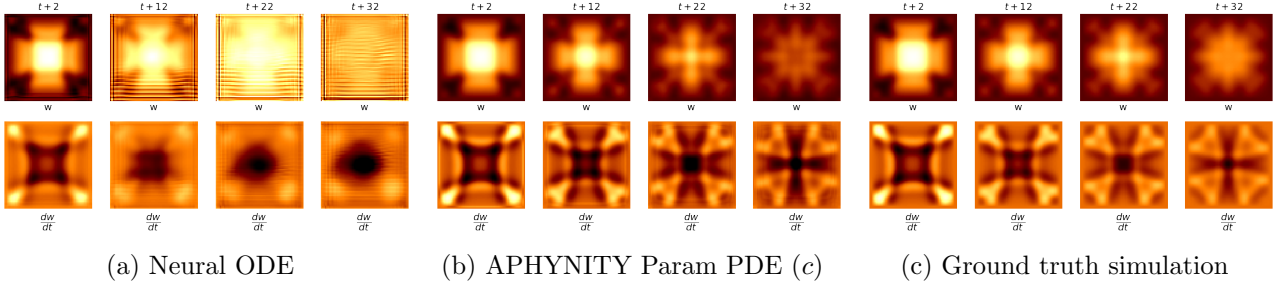 t + 2 t + 12 t + 22 t + 32 t + 2 t + 12 t + 22 t + 32 t + 2 t + 12 t + 22 t + 32
w w w w w w w w w w w w
dw/dt dw/dt dw/dt dw/dt dw/dt dw/dt dw/dt dw/dt dw/dt dw/dt dw/dt dw/dt
(a) Neural ODE (b) APHYNITY Param PDE (c) (c) Ground truth simulation